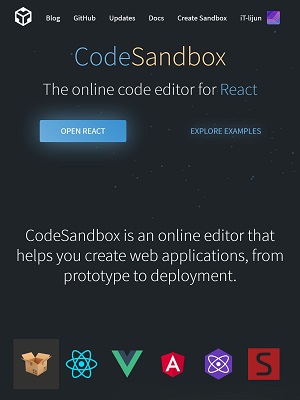 Blog GitHub Updates Docs Create Sandbox iT-lijun
CodeSandbox
The online code editor for React
OPEN REACT EXPLORE EXAMPLES
CodeSandbox is an online editor that
helps you create web applications, from
prototype to deployment.
A S